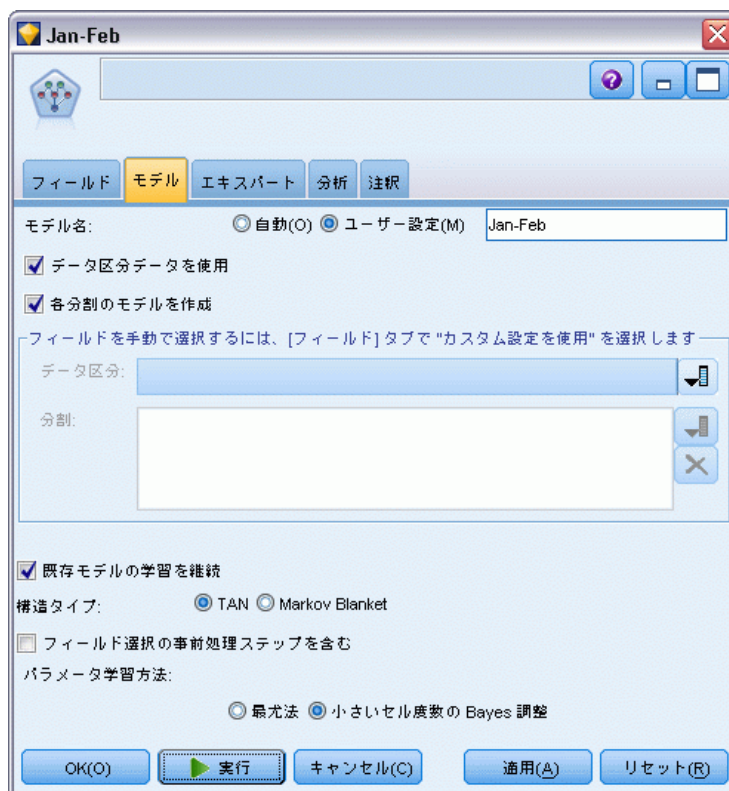 Jan-Feb
フィールド モデル エキスパート 分析 注釈
モデル名: 自動(O) ユーザー設定(M) Jan-Feb
データ区分データを使用
各分割のモデルを作成
フィールドを手動で選択するには、[フィールド] タブで "カスタム設定を使用" を選択します
データ区分:
分割:
既存モデルの学習を継続
構造タイプ: TAN Markov Blanket
フィールド選択の事前処理ステップを含む
パラメータ学習方法:
最尤法 小さいセル度数の Bayes 調整
OK(O) 実行 キャンセル(C) 適用(A) リセット(R)